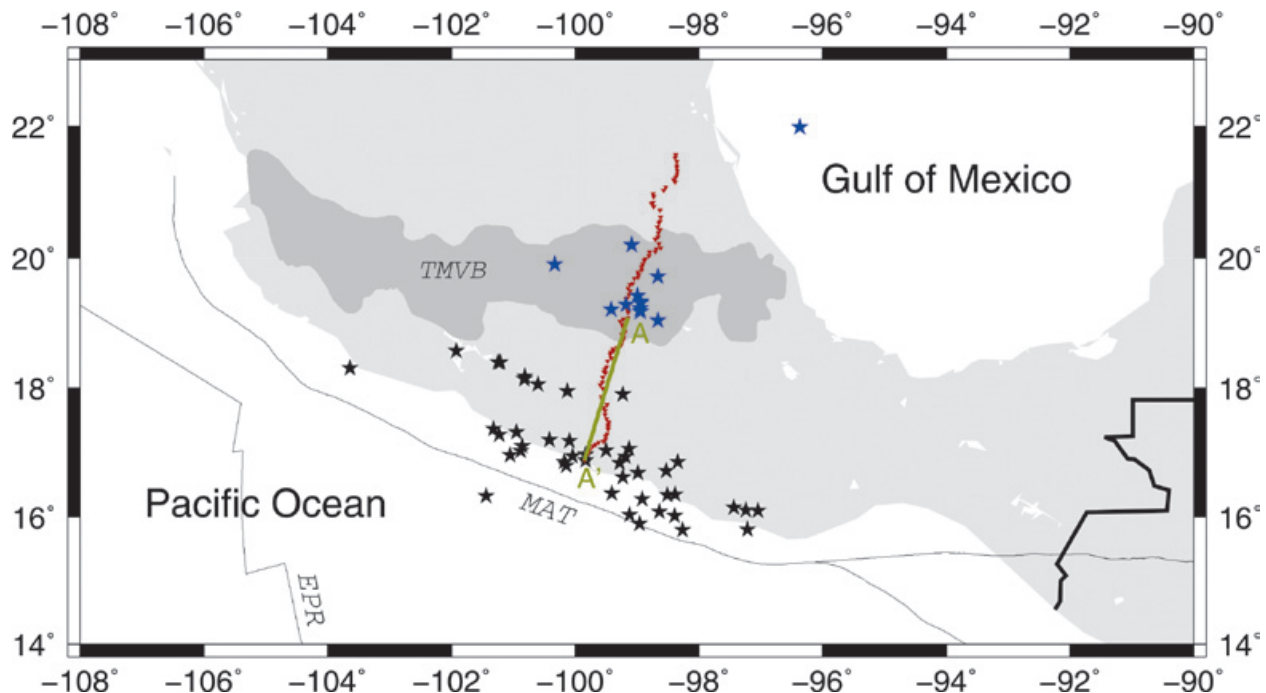 −108 −106 −104 −102 −100 −98 −96 −94 −92 −90
22° 22°
Gulf of Mexico
20° 20°
TMVB
A
18° 18°
A'
Pacific Ocean
MAT
16° 16°
EPR
14° 14°
−108° −106° −104° −102° −100° −98° −96° −94° −92° −90°